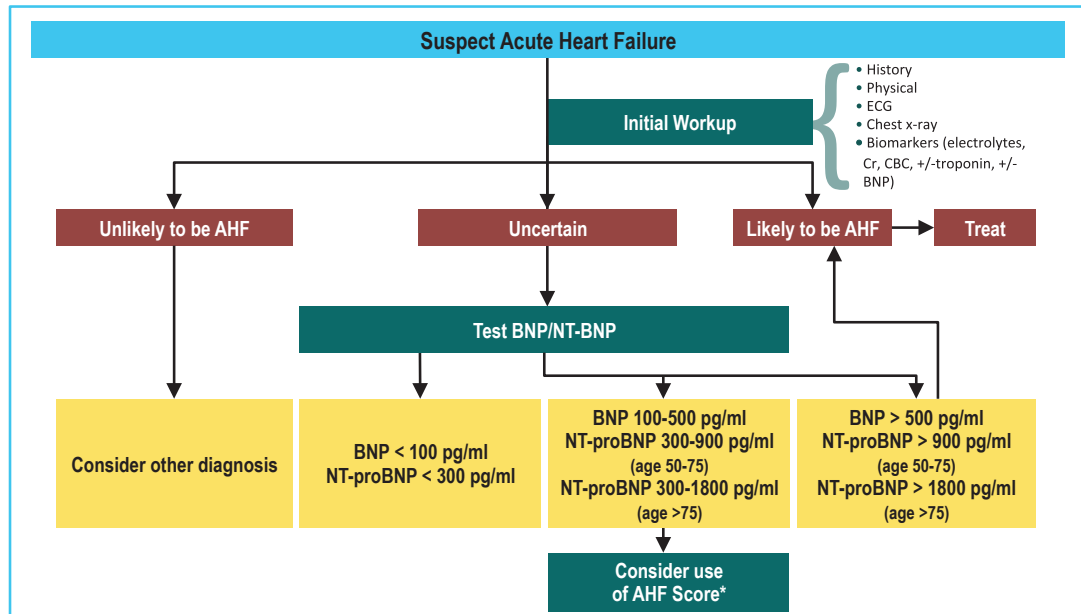 Suspect Acute Heart Failure
Initial Workup
• History
• Physical
• ECG
• Chest x-ray
• Biomarkers (electrolytes,
Cr, CBC, +/-troponin, +/-
BNP)
Unlikely to be AHF
Uncertain
Likely to be AHF
Treat
Test BNP/NT-BNP
Consider other diagnosis
BNP < 100 pg/ml
NT-proBNP < 300 pg/ml
BNP 100-500 pg/ml
NT-proBNP 300-900 pg/ml
(age 50-75)
NT-proBNP 300-1800 pg/ml
(age >75)
BNP > 500 pg/ml
NT-proBNP > 900 pg/ml
(age 50-75)
NT-proBNP > 1800 pg/ml
(age >75)
Consider use
of AHF Score*